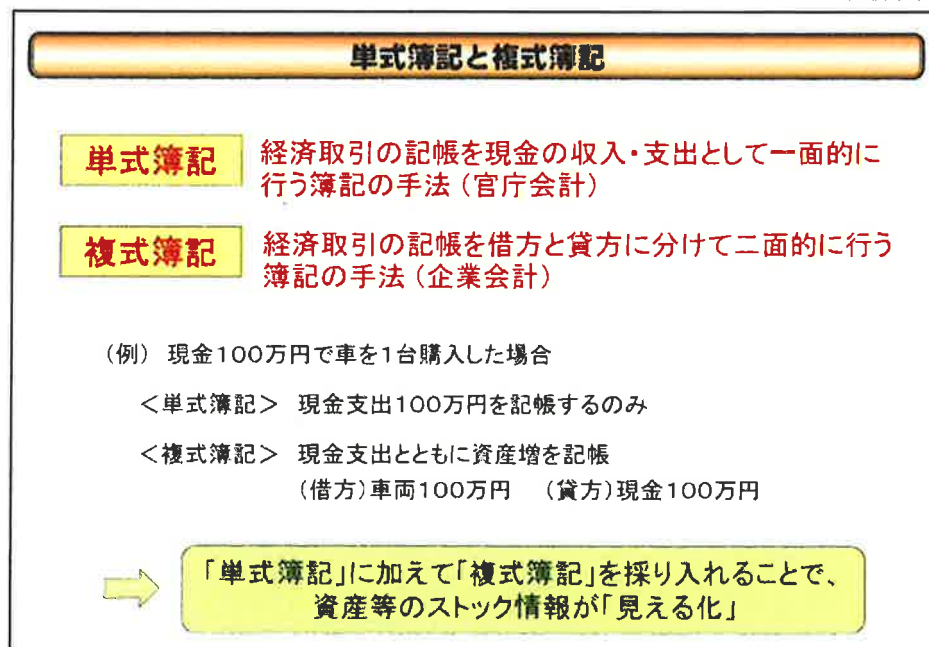 単式簿記と複式簿記
単式簿記
経済取引の記帳を現金の収入・支出として一面的に
行う簿記の手法（官庁会計）
複式簿記
経済取引の記帳を借方と貸方に分けて二面的に行う
簿記の手法（企業会計）
（例） 現金100万円で車を1台購入した場合
＜単式簿記＞ 現金支出100万円を記帳するのみ
＜複式簿記＞ 現金支出とともに資産増を記帳
（借方）車両100万円 （貸方）現金100万円
「単式簿記」に加えて「複式簿記」を採り入れることで、
資産等のストック情報が「見える化」